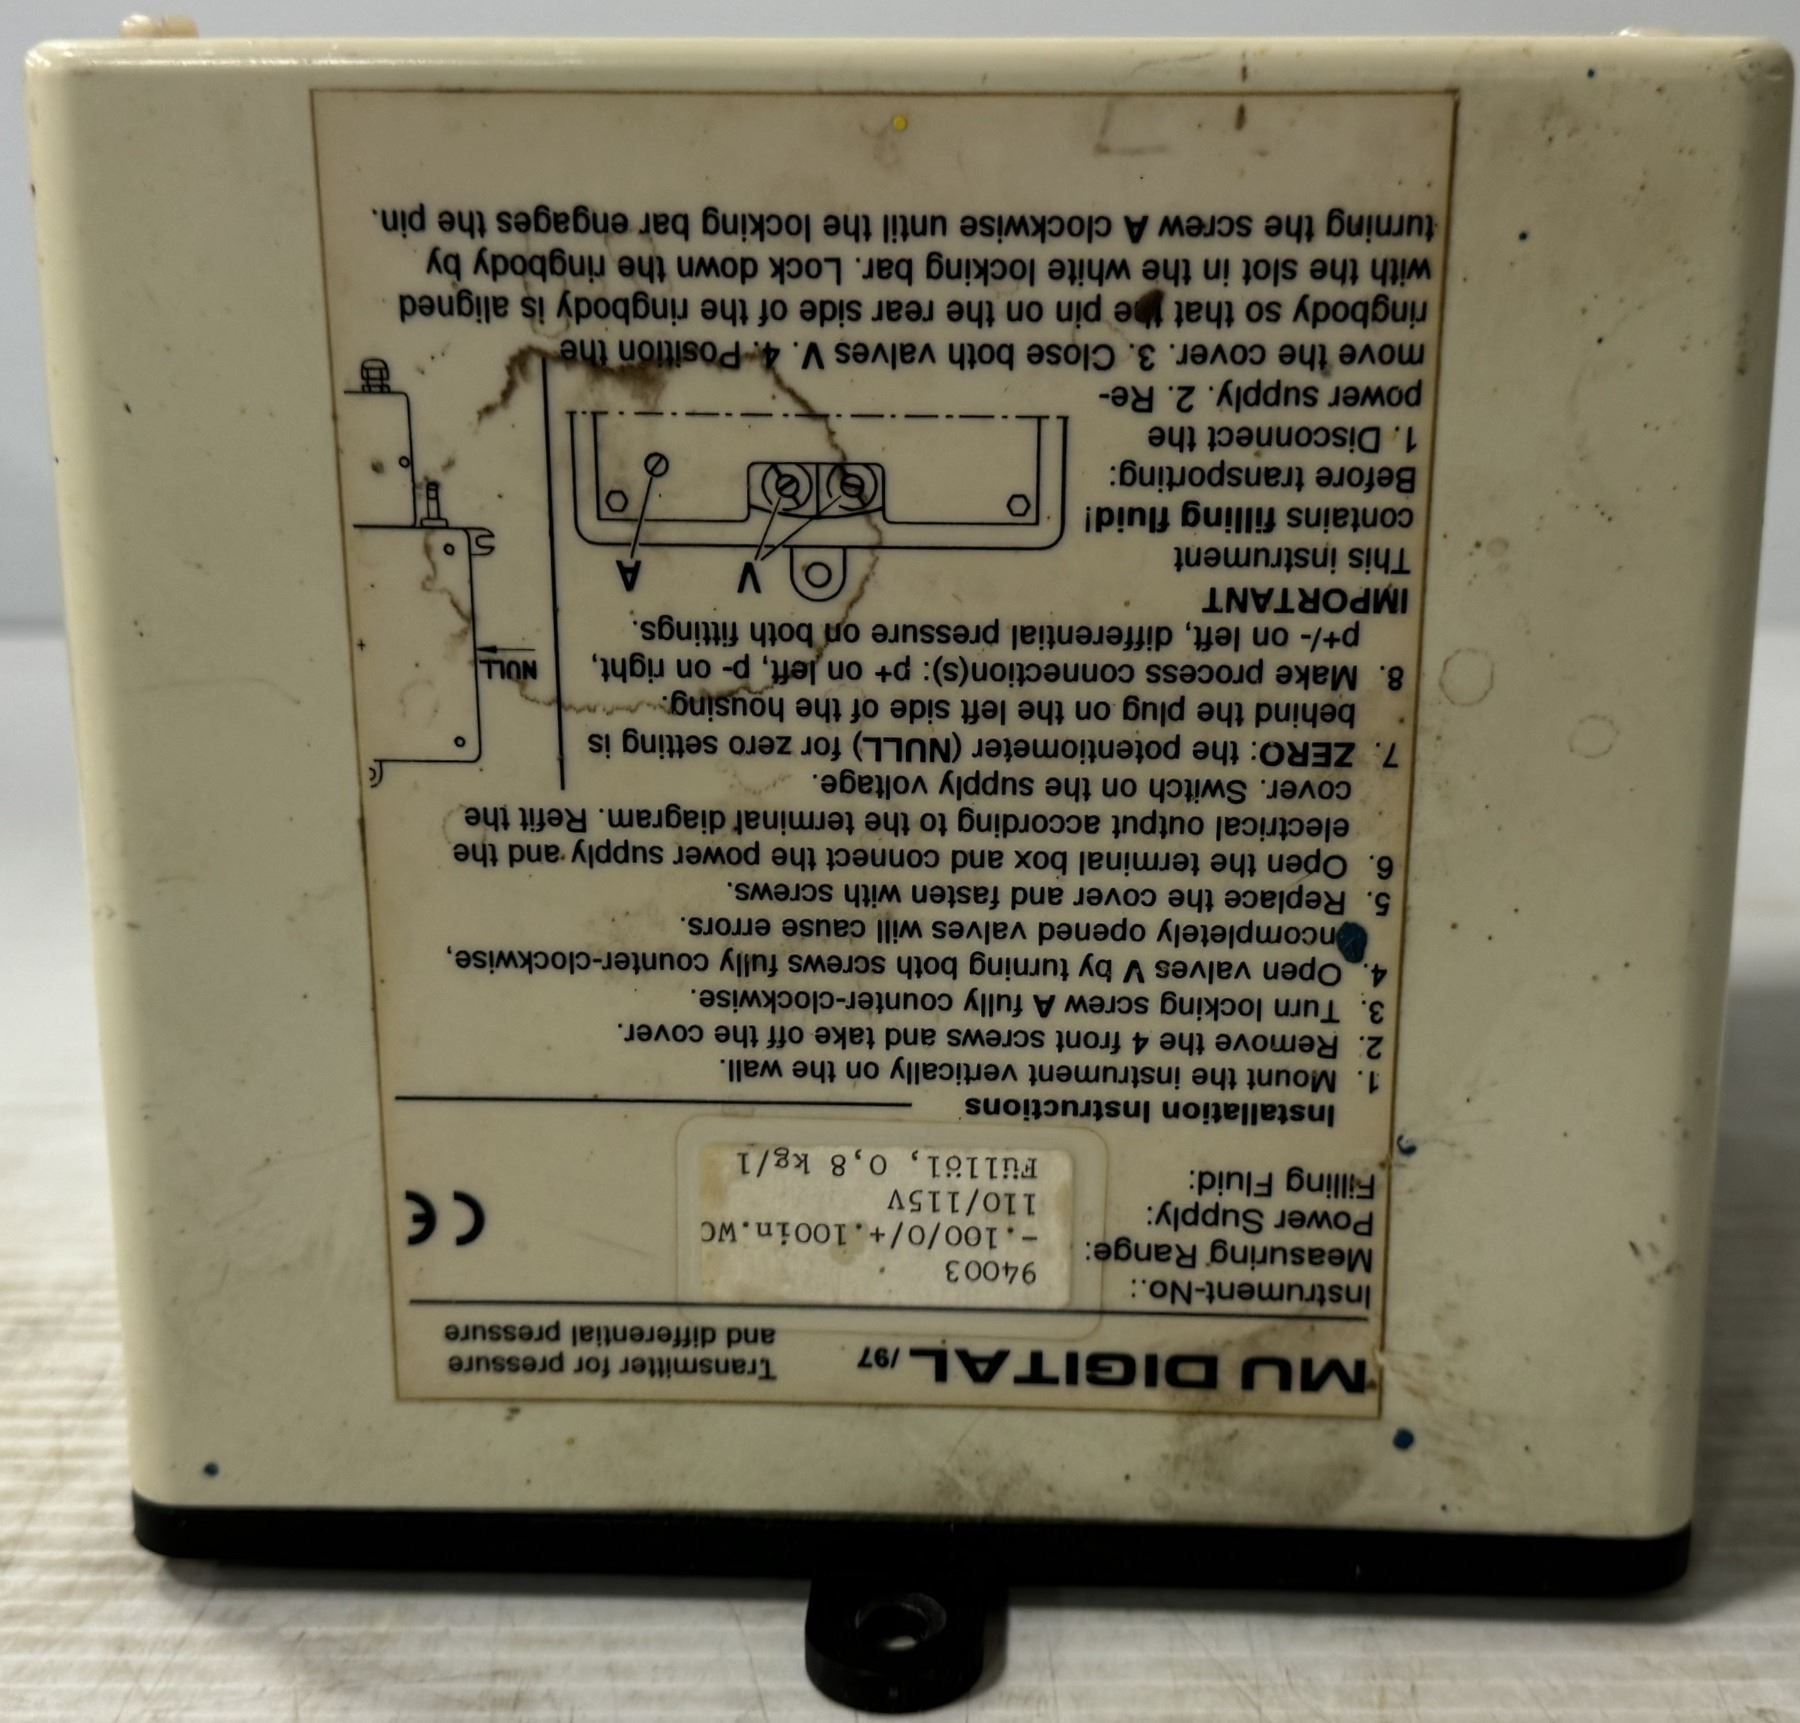 MU DIGITAL /97
Transmitter for pressure
and differential pressure
Instrument-No.: 94003
Measuring Range: -.100/0/+.100in.WC
Power Supply: 110/115V
Filling Fluid: Füllöl, 0,8 kg/l
CE
Installation Instructions
1. Mount the instrument vertically on the wall.
2. Remove the 4 front screws and take off the cover.
3. Turn locking screw A fully counter-clockwise.
4. Open valves V by turning both screws fully counter-clockwise,
ncompletely opened valves will cause errors.
5. Replace the cover and fasten with screws.
6. Open the terminal box and connect the power supply and the
electrical output according to the terminal diagram. Refit the
cover. Switch on the supply voltage.
7. ZERO: the potentiometer (NULL) for zero setting is
behind the plug on the left side of the housing.
8. Make process connection(s): p+ on left, p- on right,
p+/- on left, differential pressure on both fittings.
NULL
IMPORTANT
This instrument
contains filling fluid!
Before transporting:
1. Disconnect the
power supply. 2. Re-
move the cover. 3. Close both valves V. 4. Position the
ringbody so that the pin on the rear side of the ringbody is aligned
with the slot in the white locking bar. Lock down the ringbody by
turning the screw A clockwise until the locking bar engages the pin.
V
A